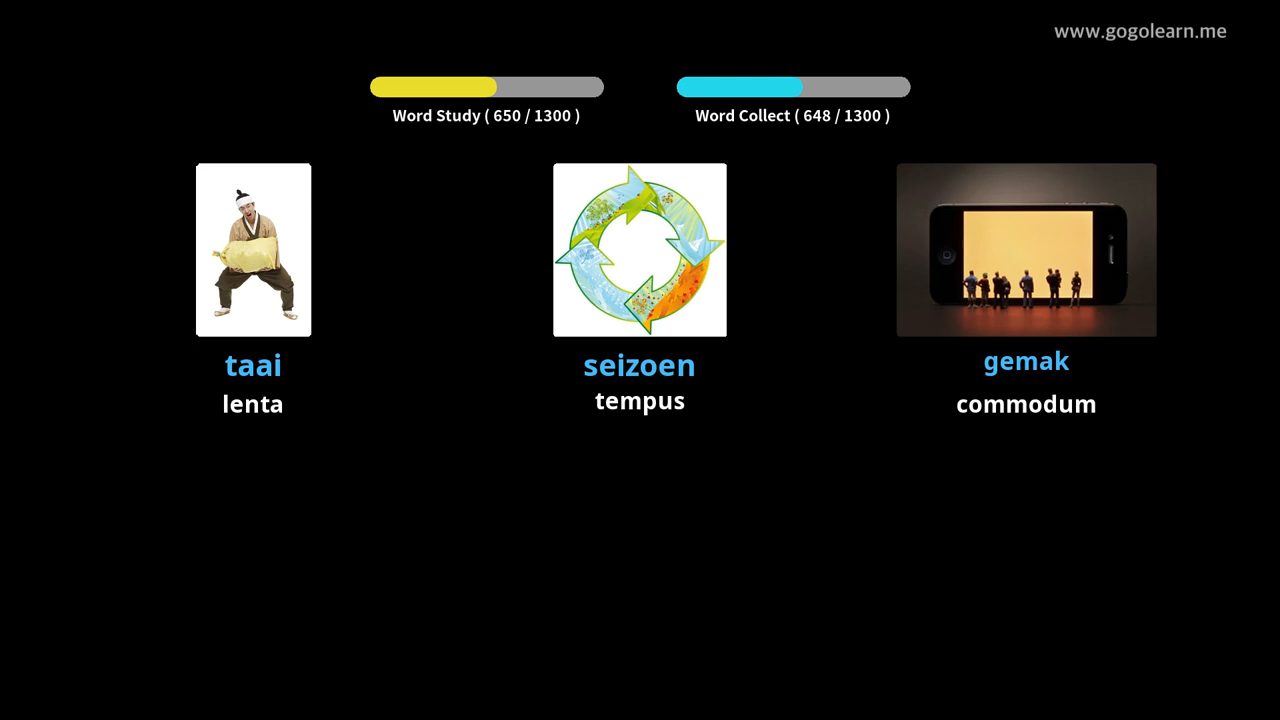 www.gogolearn.me
Word Study ( 650 / 1300 )
Word Collect ( 648 / 1300 )
taai
lenta
seizoen
tempus
gemak
commodum